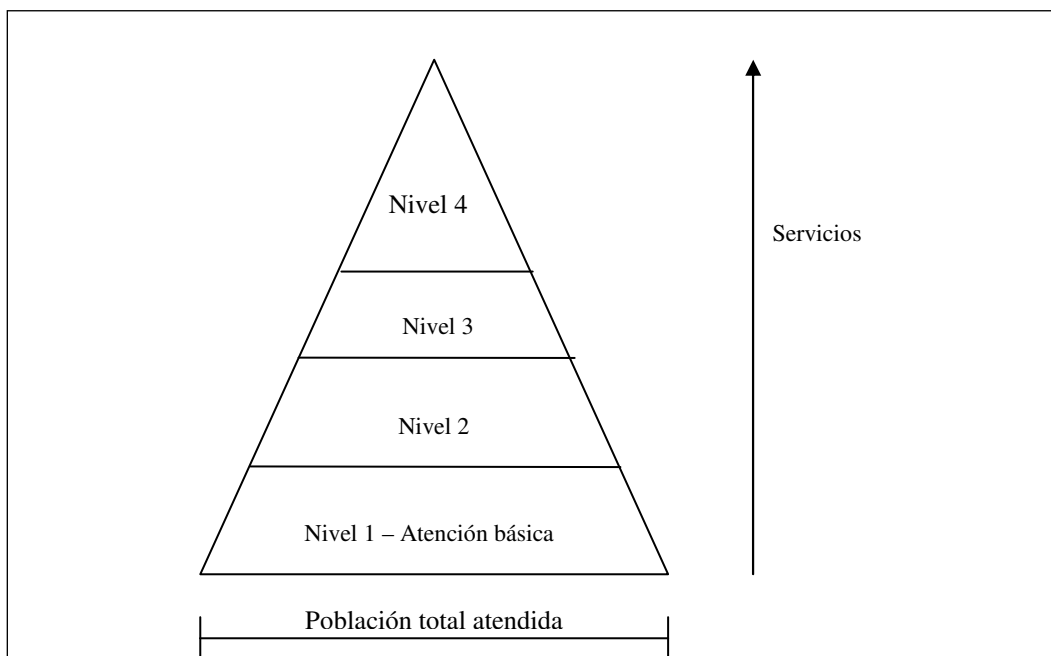 Nivel 4
Servicios
Nivel 3
Nivel 2
Nivel 1 – Atención básica
Población total atendida